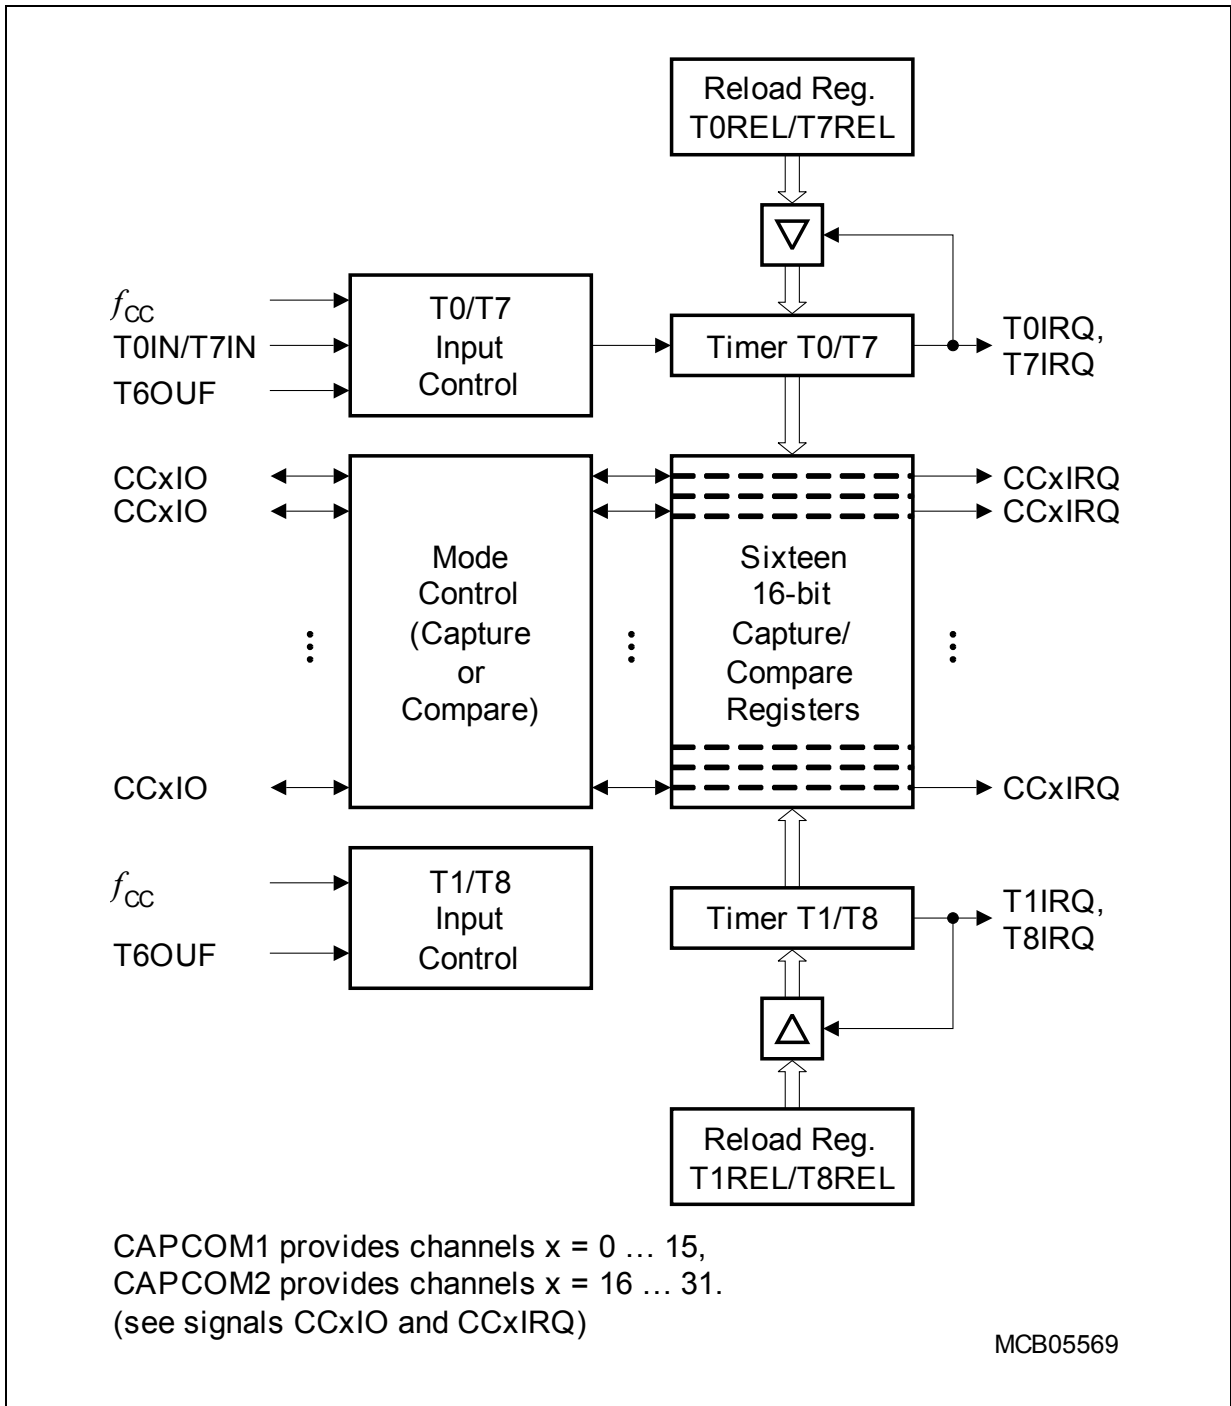 Reload Reg.
T0REL/T7REL
f CC
T0IN/T7IN
T6OUF
T0/T7
Input
Control
Timer T0/T7
T0IRQ,
T7IRQ
CCxIO
CCxIO
CCxIO
Mode
Control
(Capture
or
Compare)
Sixteen
16-bit
Capture/
Compare
Registers
CCxIRQ
CCxIRQ
CCxIRQ
f CC
T6OUF
T1/T8
Input
Control
Timer T1/T8
T1IRQ,
T8IRQ
Reload Reg.
T1REL/T8REL
CAPCOM1 provides channels x = 0 … 15,
CAPCOM2 provides channels x = 16 … 31.
(see signals CCxIO and CCxIRQ)
MCB05569